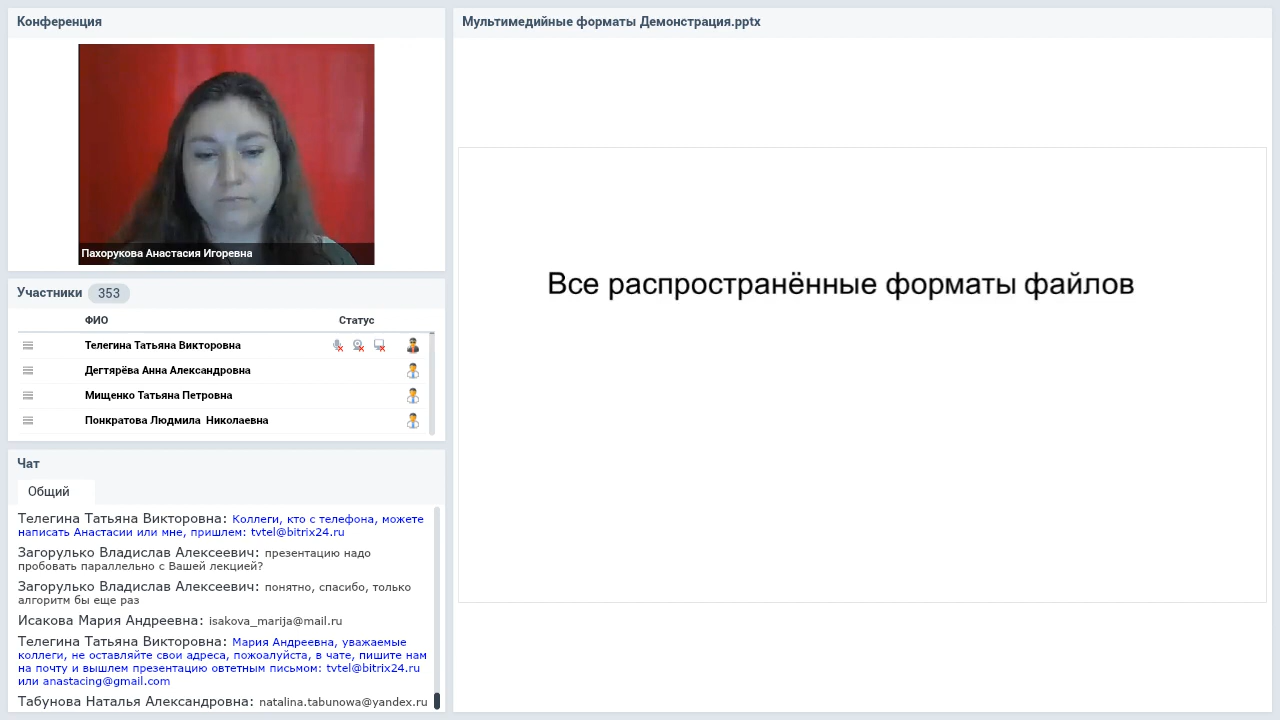 Конференция
Пахорукова Анастасия Игоревна
Участники 353
ФИО Статус
Телегина Татьяна Викторовна
Дегтярёва Анна Александровна
Мищенко Татьяна Петровна
Понкратова Людмила Николаевна
Чат
Общий
Телегина Татьяна Викторовна: Коллеги, кто с телефона, можете
написать Анастасии или мне, пришлем: tvtel@bitrix24.ru
Загорулько Владислав Алексеевич: презентацию надо
пробовать параллельно с Вашей лекцией?
Загорулько Владислав Алексеевич: понятно, спасибо, только
алгоритм бы еще раз
Исакова Мария Андреевна: isakova_marija@mail.ru
Телегина Татьяна Викторовна: Мария Андреевна, уважаемые
коллеги, не оставляйте свои адреса, пожоалуйста, в чате, пишите нам
на почту и вышлем презентацию овтетным письмом: tvtel@bitrix24.ru
или anastacing@gmail.com
Табунова Наталья Александровна: natalina.tabunowa@yandex.ru
Мультимедийные форматы Демонстрация.pptx
Все распространённые форматы файлов